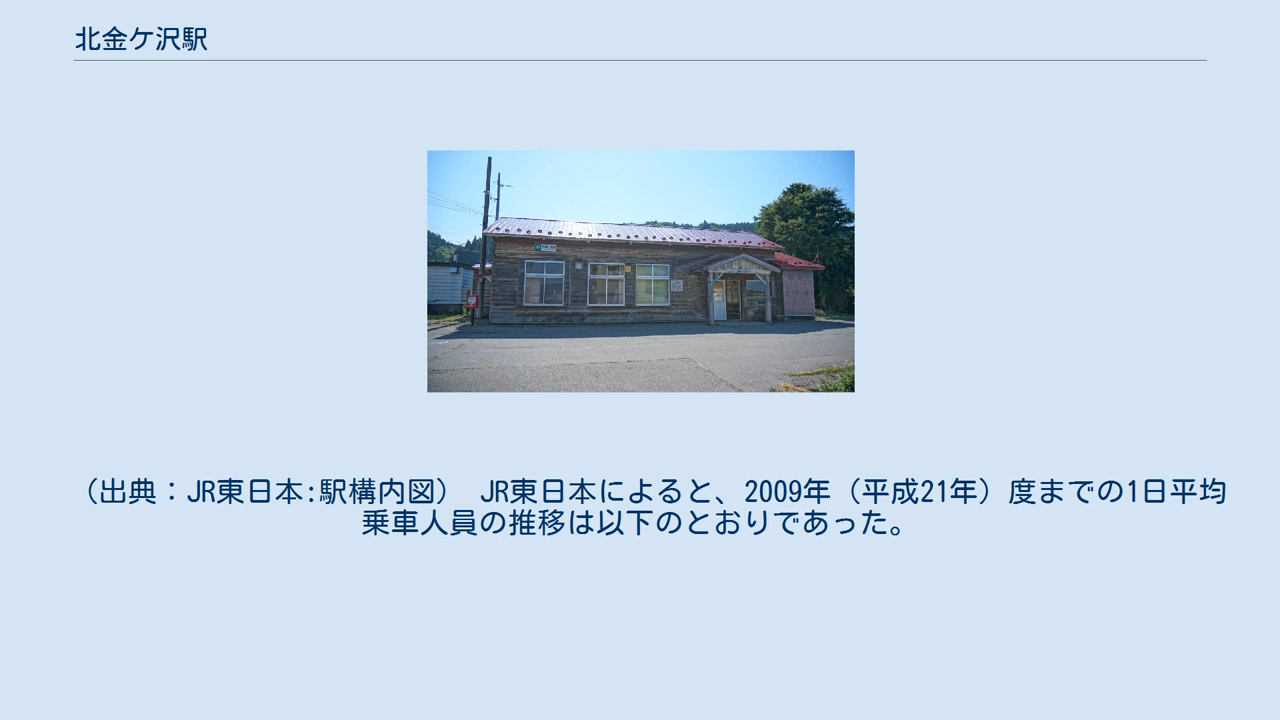 北金ケ沢駅
（出典：JR東日本:駅構内図）　JR東日本によると、2009年（平成21年）度までの1日平均
乗車人員の推移は以下のとおりであった。